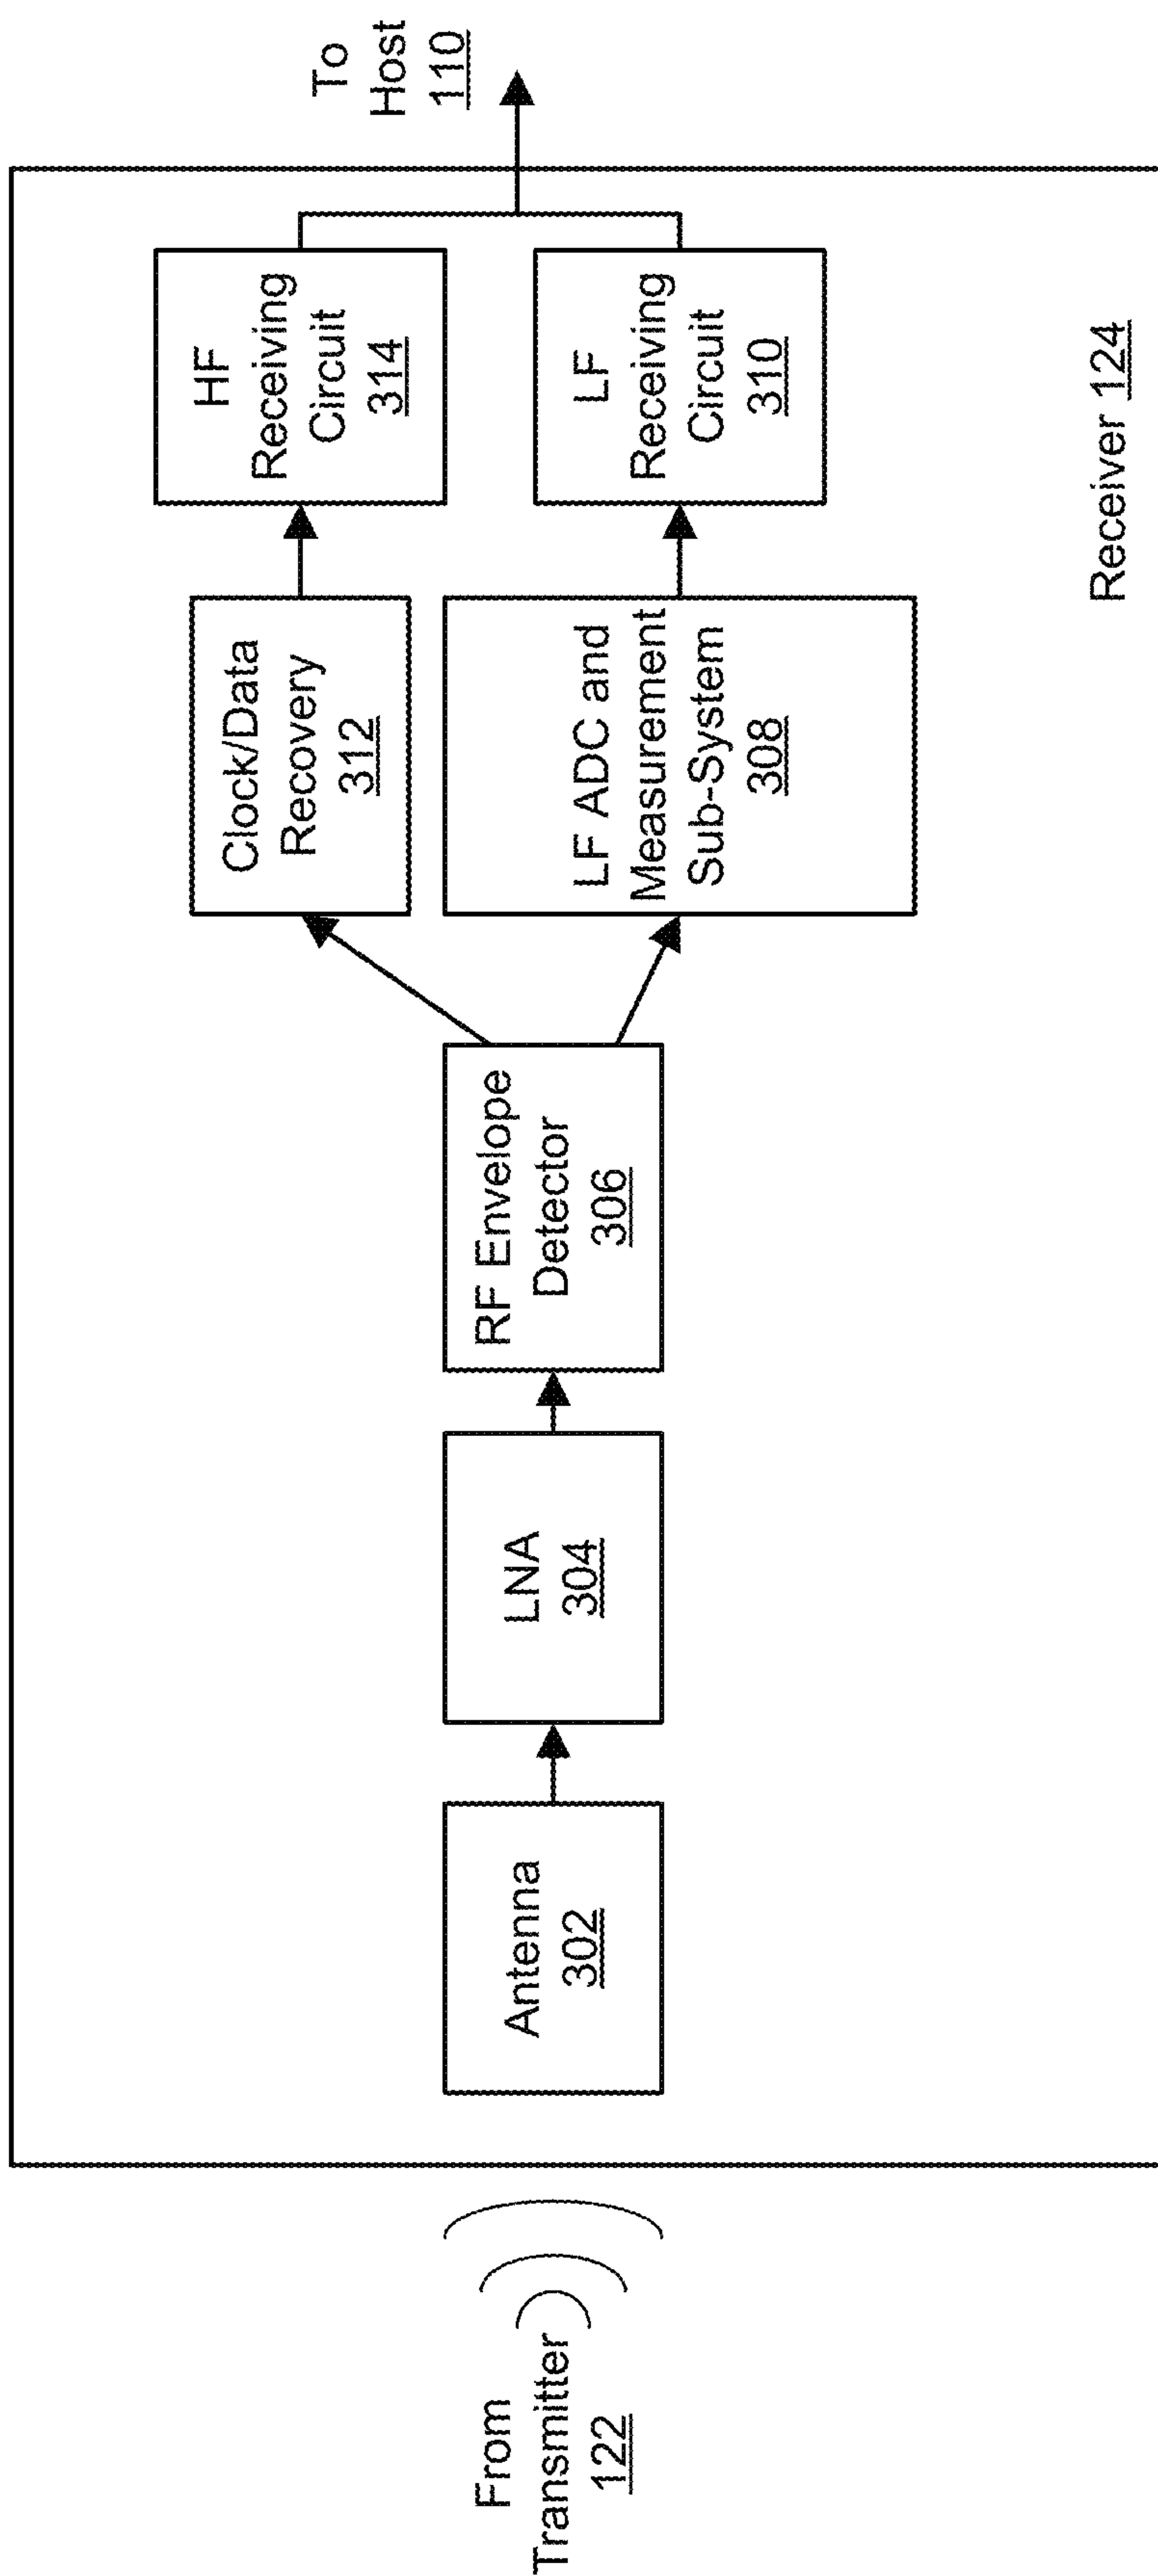 From
Transmitter
122
Antenna
302
LNA
304
RF Envelope
Detector
306
Clock/Data
Recovery
312
HF
Receiving
Circuit
314
LF ADC and
Measurement
Sub-System
308
LF
Receiving
Circuit
310
To
Host
110
Receiver 124